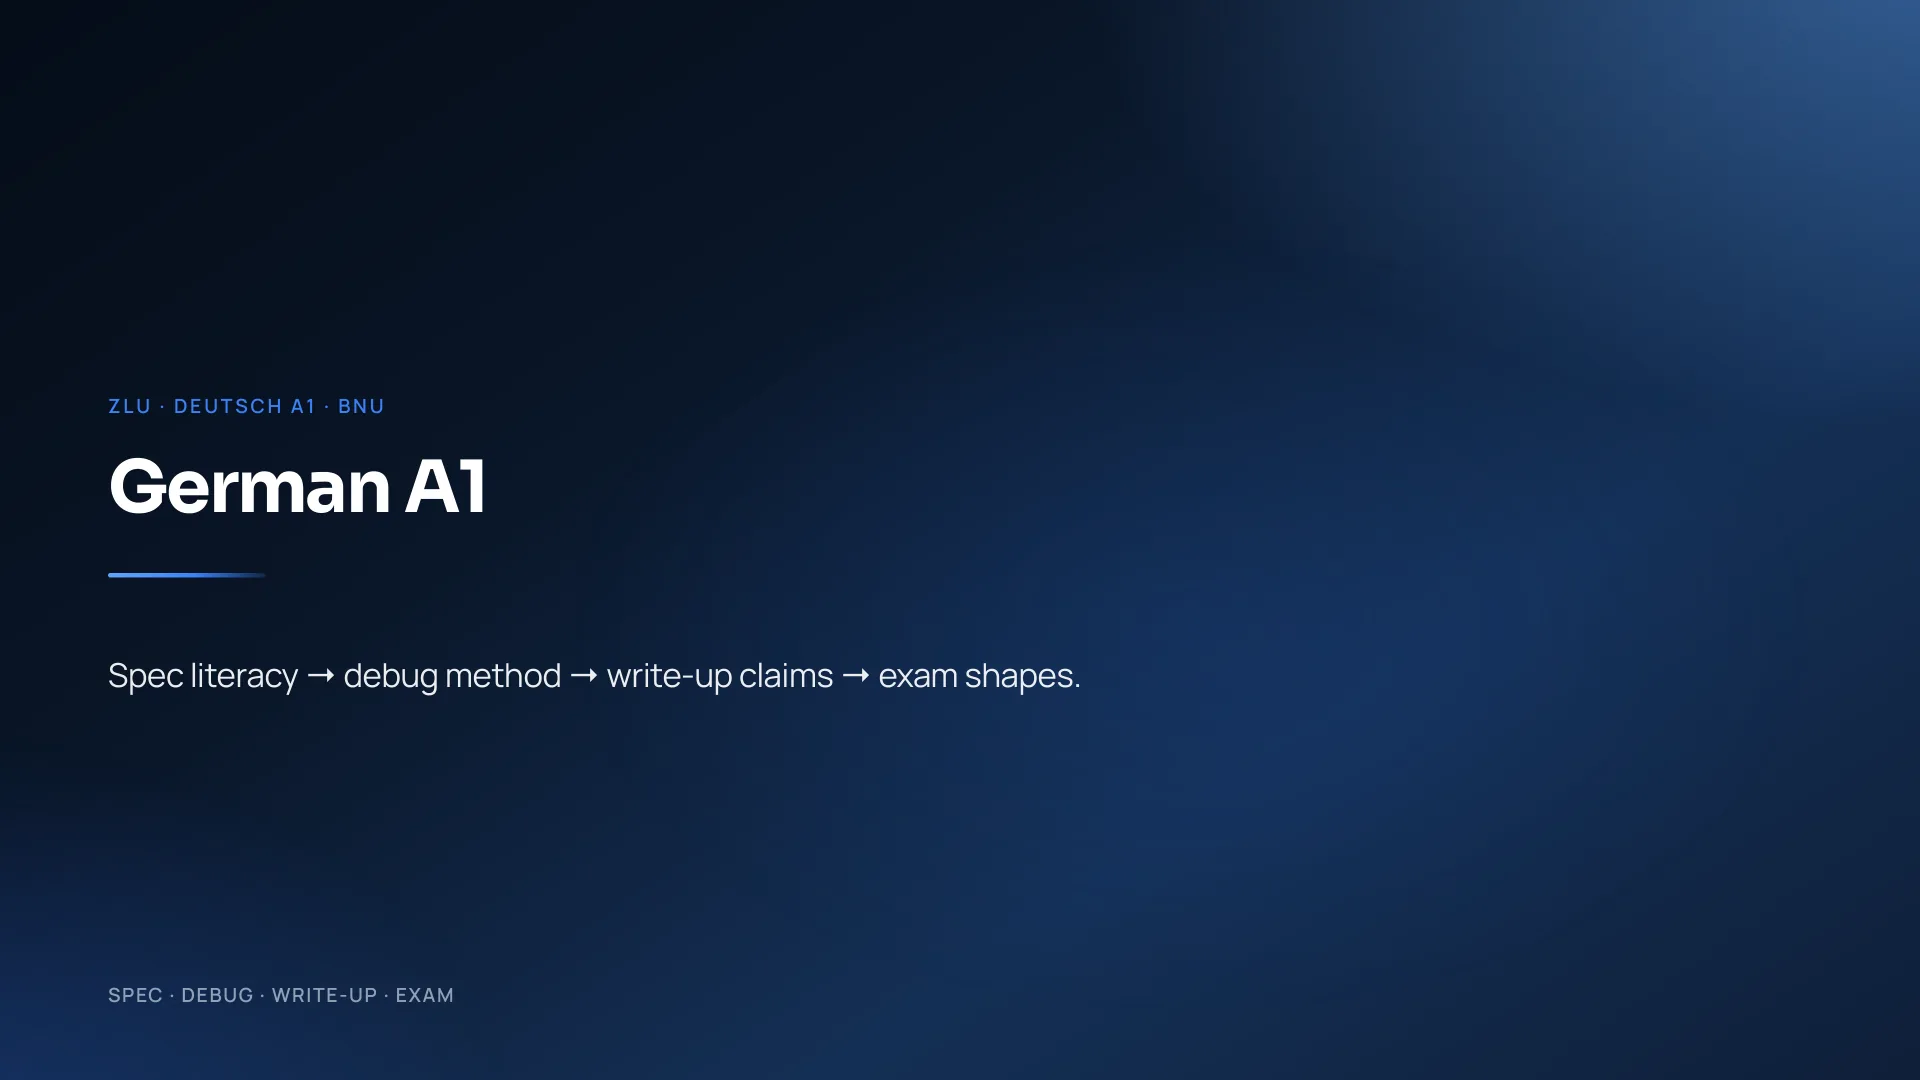 ZLU · DEUTSCH A1 · BNU
German A1
Spec literacy → debug method → write-up claims → exam shapes.
SPEC · DEBUG · WRITE-UP · EXAM